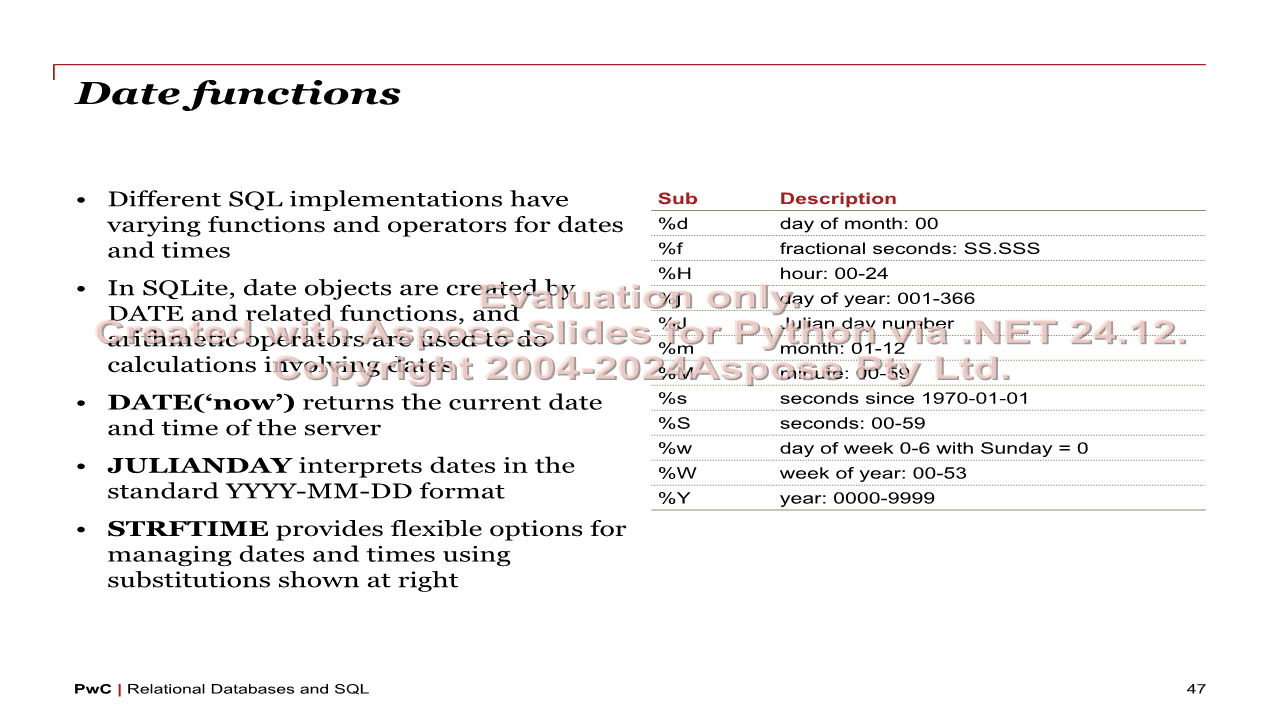 Date functions
• Different SQL implementations have
varying functions and operators for dates
and times
• In SQLite, date objects are created by
DATE and related functions, and
arithmetic operators are used to do
calculations involving dates
• DATE(‘now’) returns the current date
and time of the server
• JULIANDAY interprets dates in the
standard YYYY-MM-DD format
• STRFTIME provides flexible options for
managing dates and times using
substitutions shown at right
Sub Description
%d day of month: 00
%f fractional seconds: SS.SSS
%H hour: 00-24
%j day of year: 001-366
%J Julian day number
%m month: 01-12
%M minute: 00-59
%s seconds since 1970-01-01
%S seconds: 00-59
%w day of week 0-6 with Sunday = 0
%W week of year: 00-53
%Y year: 0000-9999
Evaluation only.
Created with Aspose.Slides for Python via .NET 24.12.
Copyright 2004-2024Aspose Pty Ltd.
PwC | Relational Databases and SQL
47